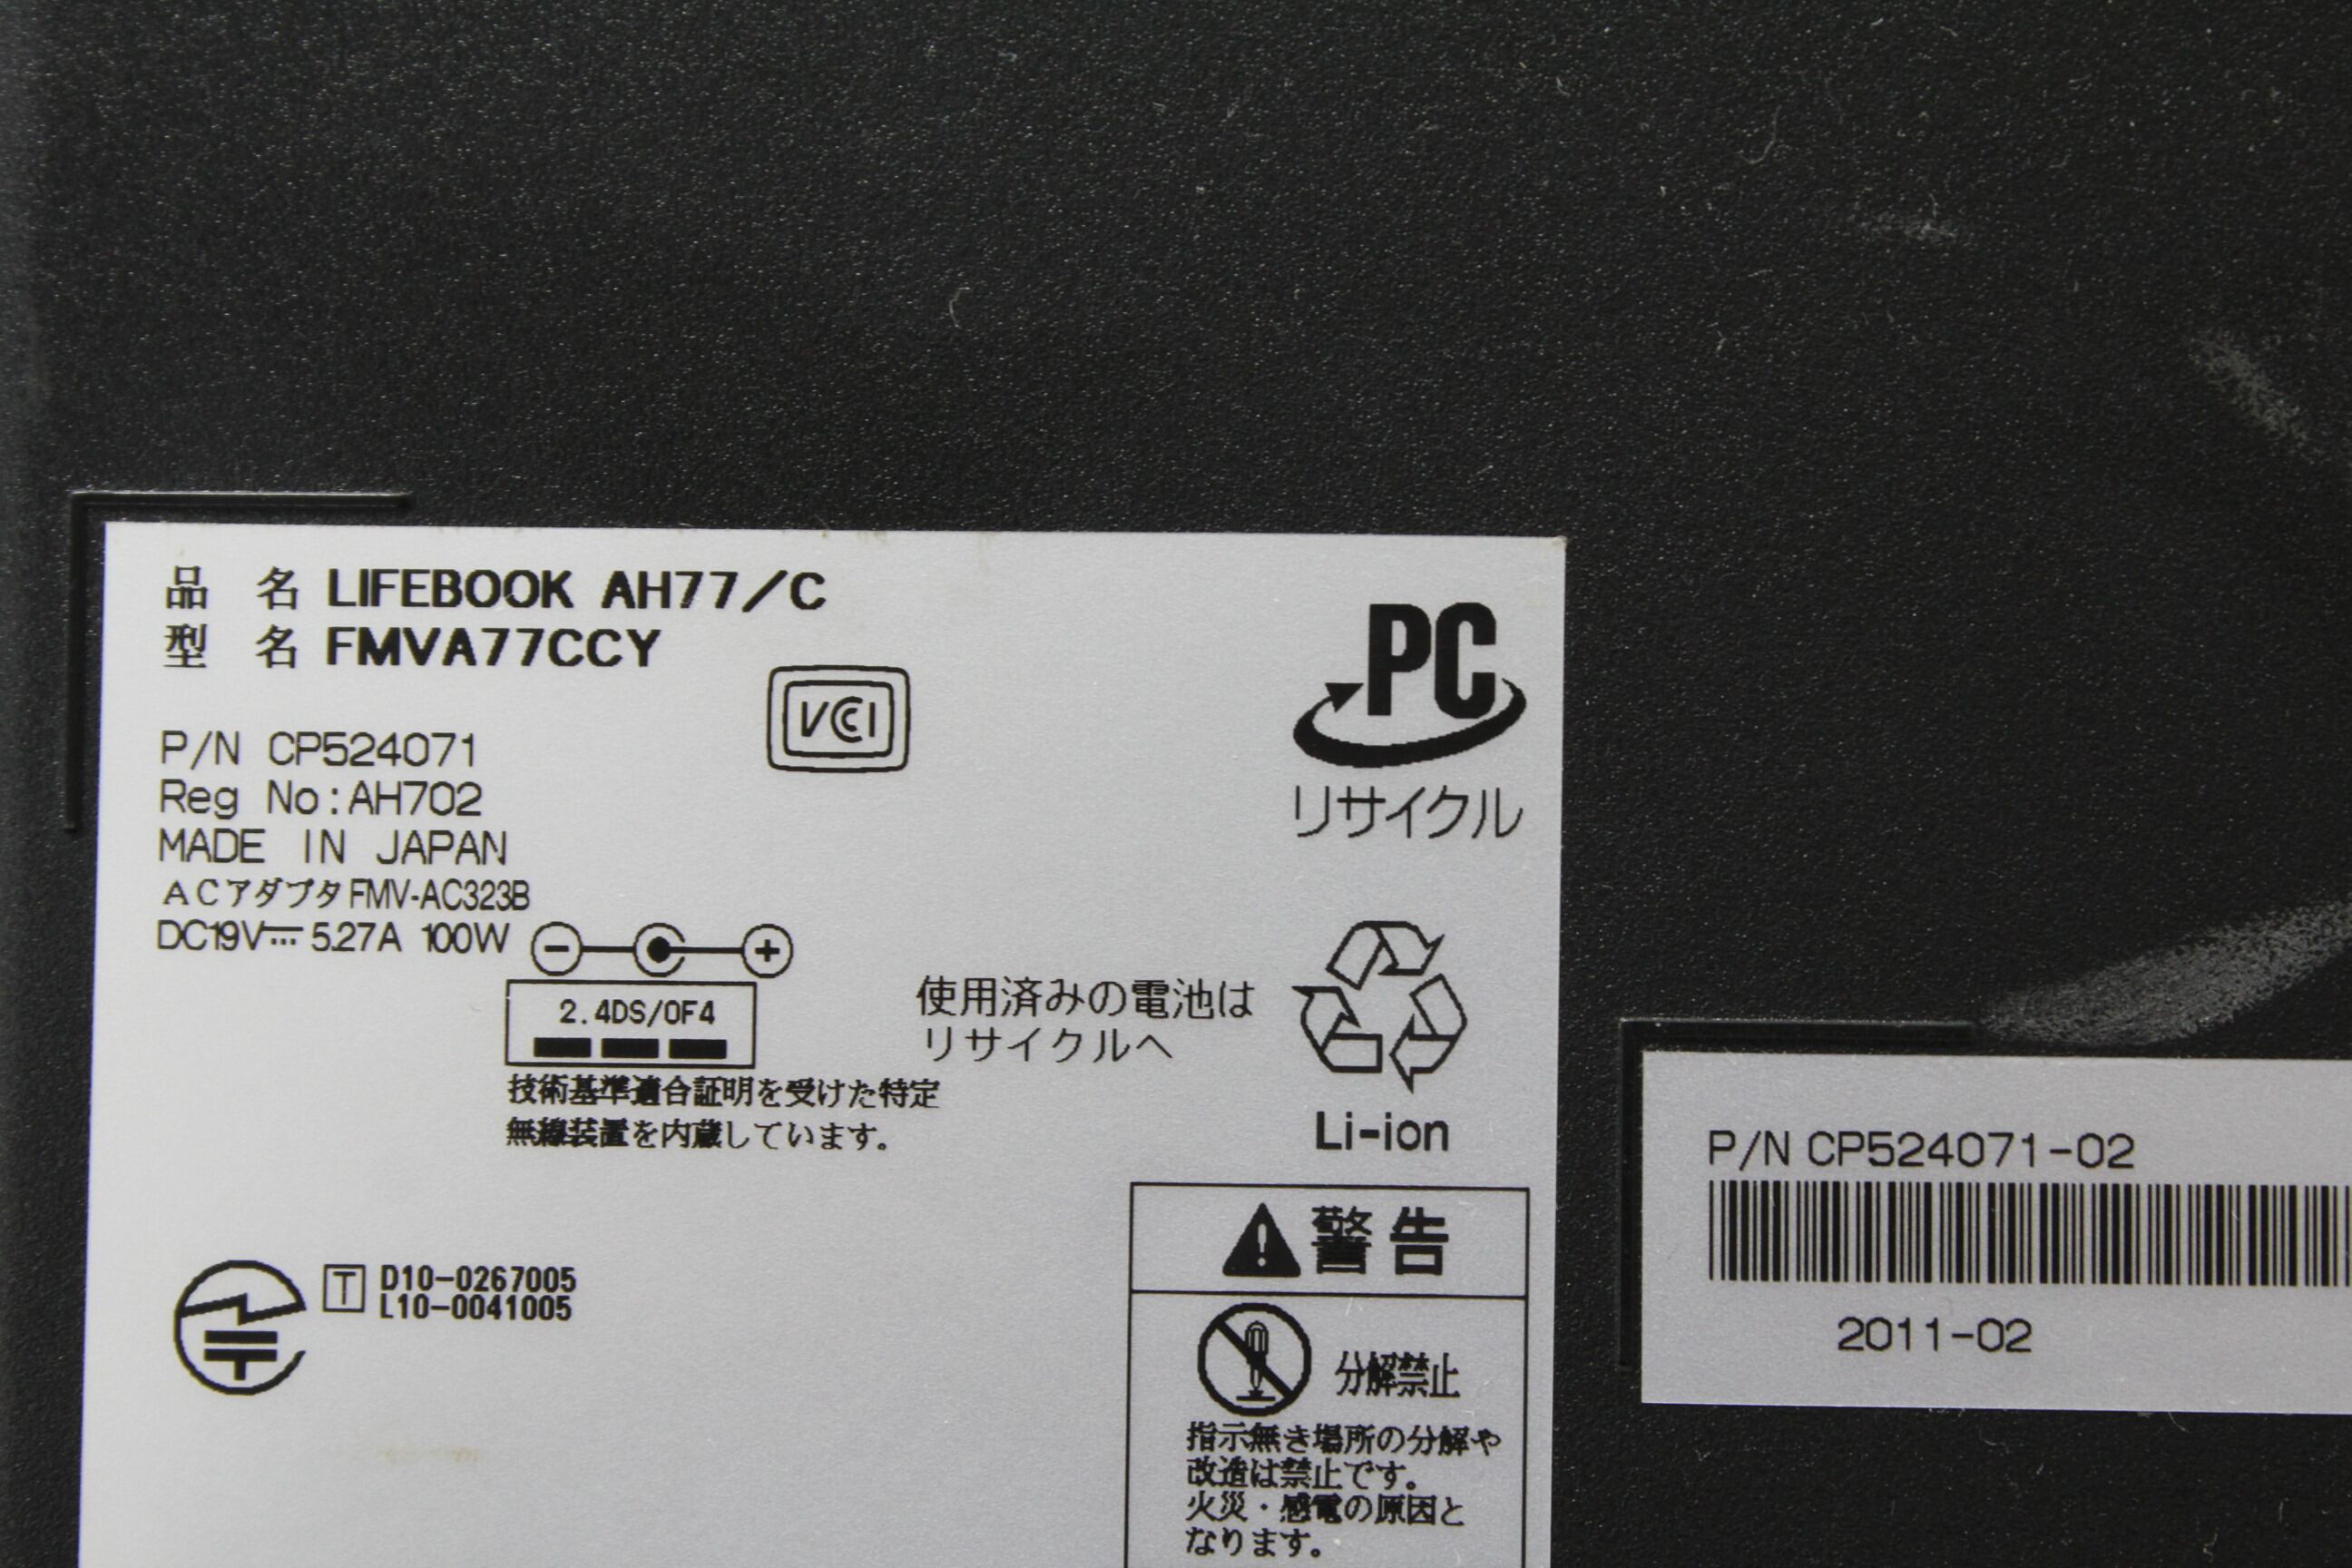 品 名 LIFEBOOK AH77/C
型 名 FMVA77CCY
VCCI
P/N CP524071
Reg No:AH702
MADE IN JAPAN
ACアダプタFMV-AC323B
DC19V⎓5.27A 100W
2.4DS/OF4
技術基準適合証明を受けた特定
無線装置を内蔵しています。
T D10-0267005
L10-0041005
PC
リサイクル
使用済みの電池は
リサイクルへ
Li-ion
警告
分解禁止
指示無き場所の分解や
改造は禁止です。
火災・感電の原因と
なります。
P/N CP524071-02
2011-02